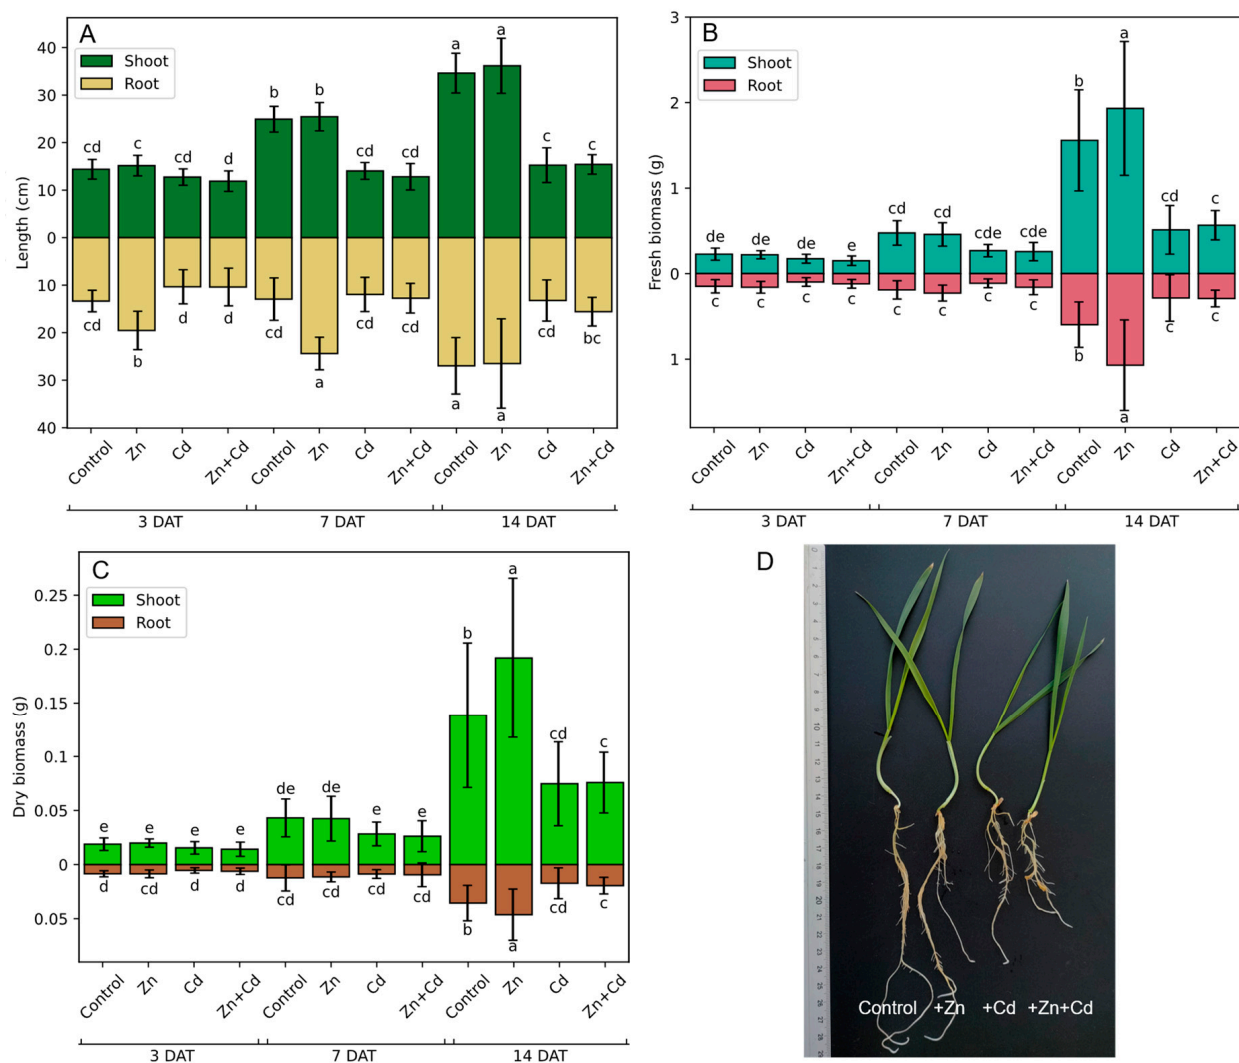 A
Shoot
Root
Length (cm)
40
30
20
10
0
10
20
30
40
cd c cd d b b cd cd a a c c
cd b d d cd a cd cd a a cd bc
Control Zn Cd Zn+Cd Control Zn Cd Zn+Cd Control Zn Cd Zn+Cd
3 DAT 7 DAT 14 DAT
B
Shoot
Root
Fresh biomass (g)
3
2
1
0
1
de de de e cd cd cde cde b a cd c
c c c c c c c c b a c c
Control Zn Cd Zn+Cd Control Zn Cd Zn+Cd Control Zn Cd Zn+Cd
3 DAT 7 DAT 14 DAT
C
Shoot
Root
Dry biomass (g)
0.25
0.2
0.15
0.1
0.05
0
0.05
e e e e de de e e b a cd c
d cd d d cd cd cd cd b a cd c
Control Zn Cd Zn+Cd Control Zn Cd Zn+Cd Control Zn Cd Zn+Cd
3 DAT 7 DAT 14 DAT
D
Control +Zn +Cd +Zn+Cd